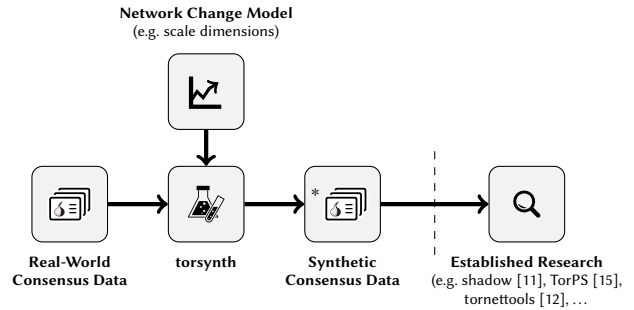 Network Change Model
(e.g. scale dimensions)
*
Real-World
Consensus Data
torsynth
Synthetic
Consensus Data
Established Research
(e.g. shadow [11], TorPS [15],
tornettools [12], …